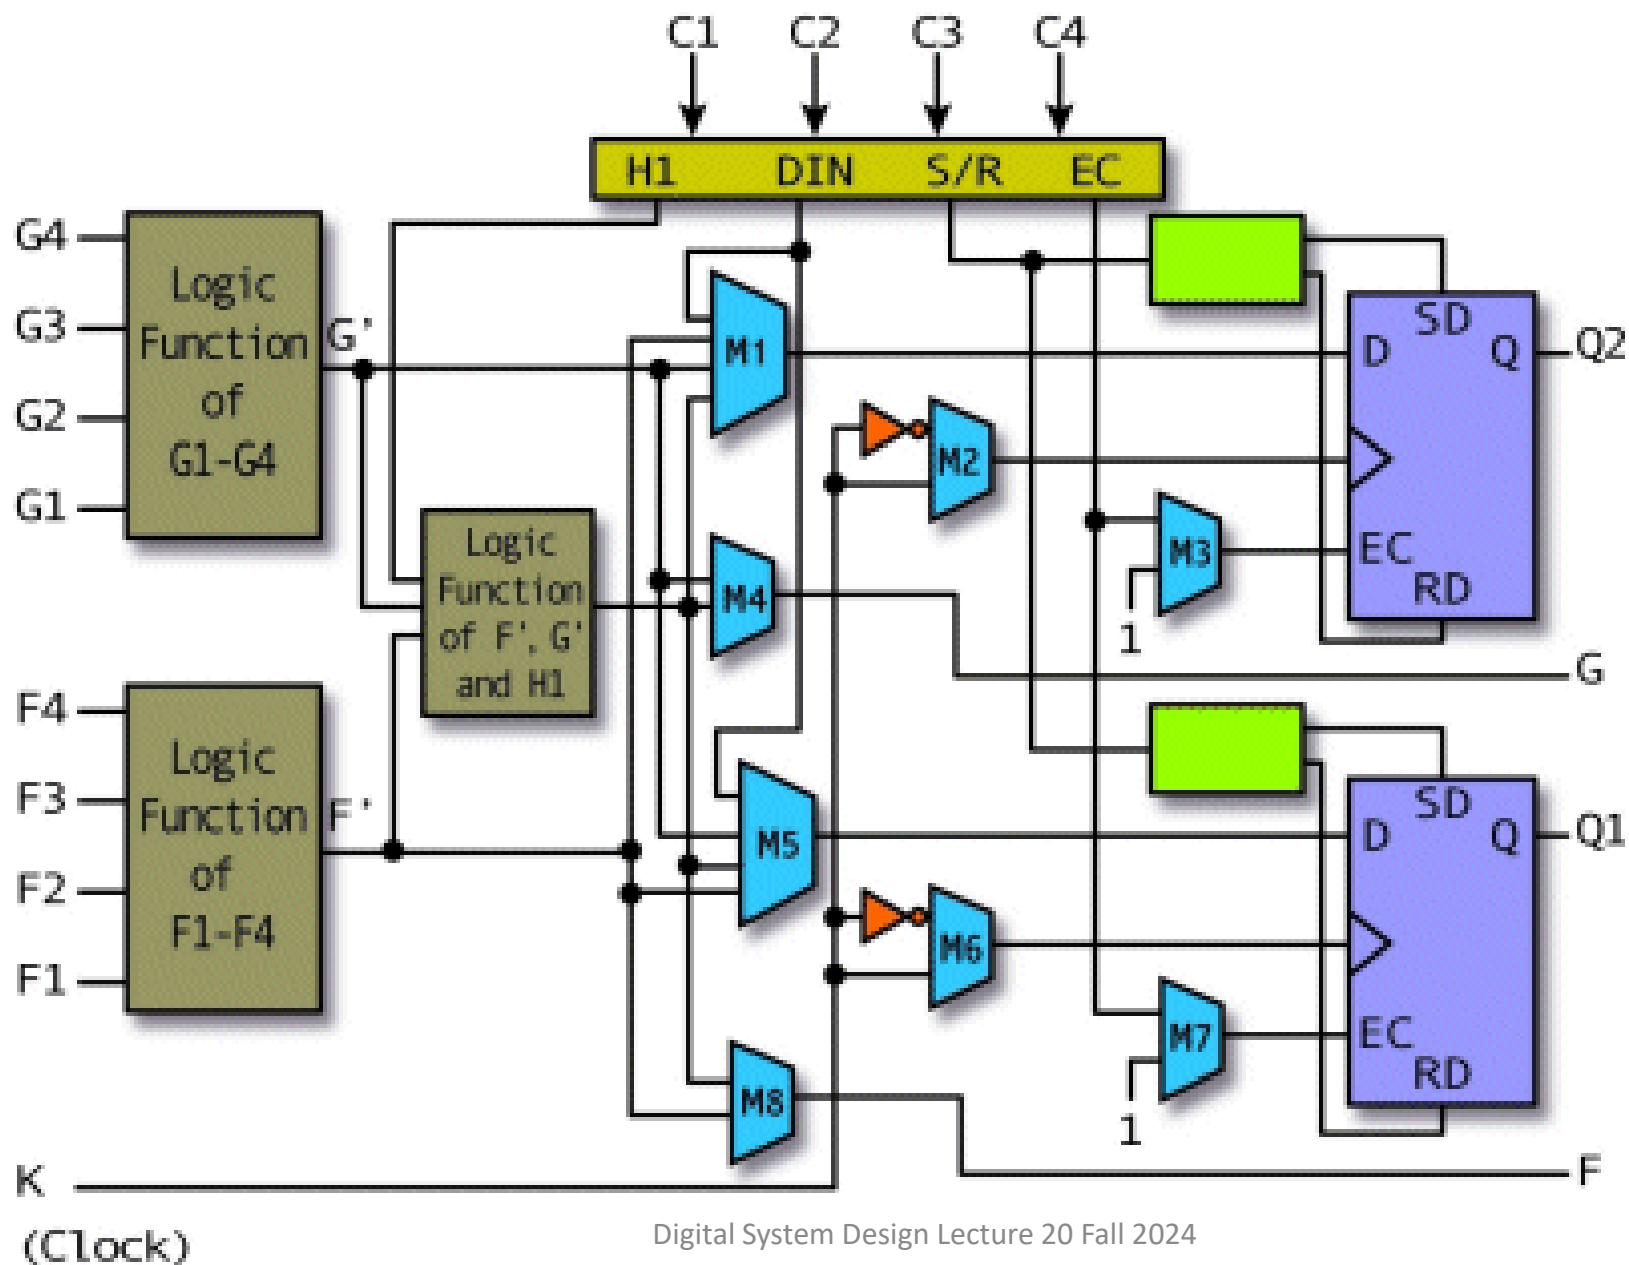 C1 C2 C3 C4
H1 DIN S/R EC
G4
G3
G2
G1
Logic
Function
of
G1-G4
G'
M1
SD
D Q
Q2
M2
EC
RD
M3
1
Logic
Function
of F', G'
and H1
M4
G
F4
F3
F2
F1
Logic
Function
of
F1-F4
F'
M5
SD
D Q
Q1
M6
EC
RD
M7
1
M8
F
K
(Clock)
Digital System Design Lecture 20 Fall 2024